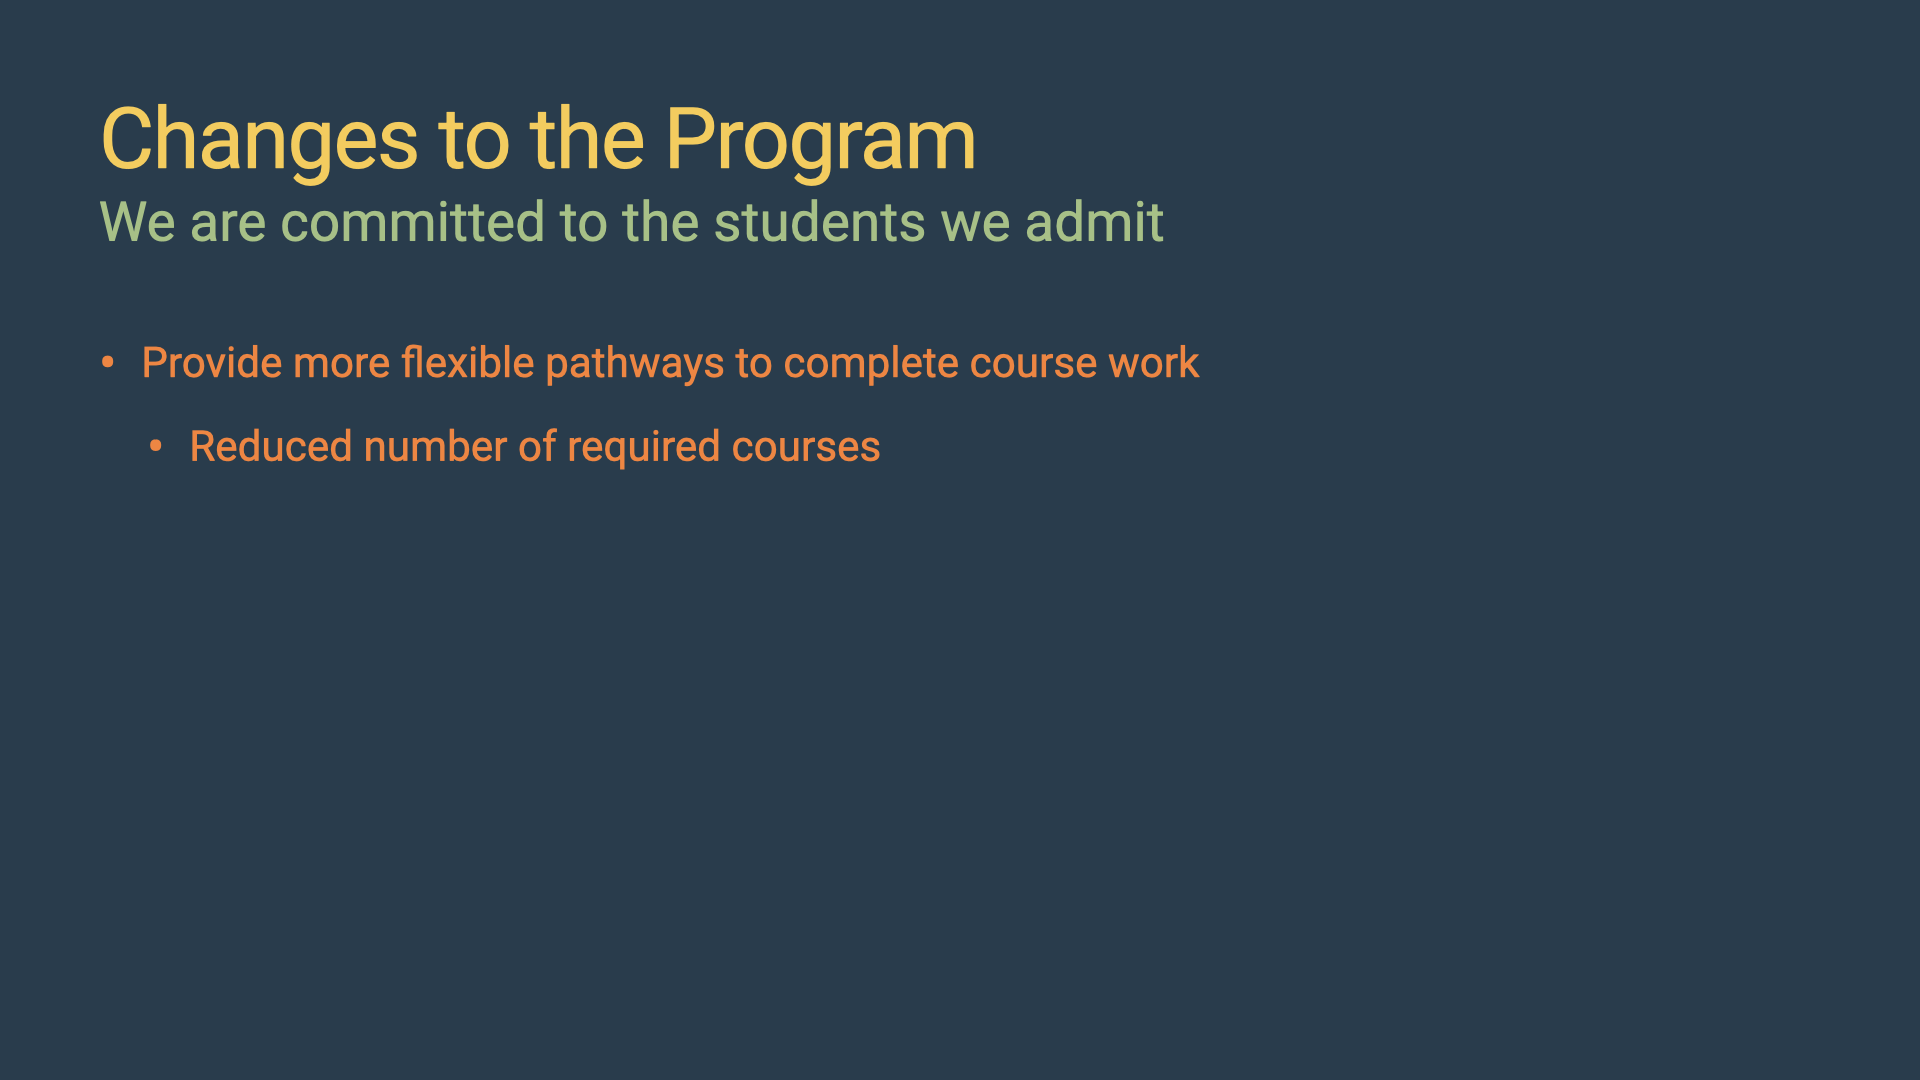 Changes to the Program
We are committed to the students we admit
• Provide more flexible pathways to complete course work
• Reduced number of required courses